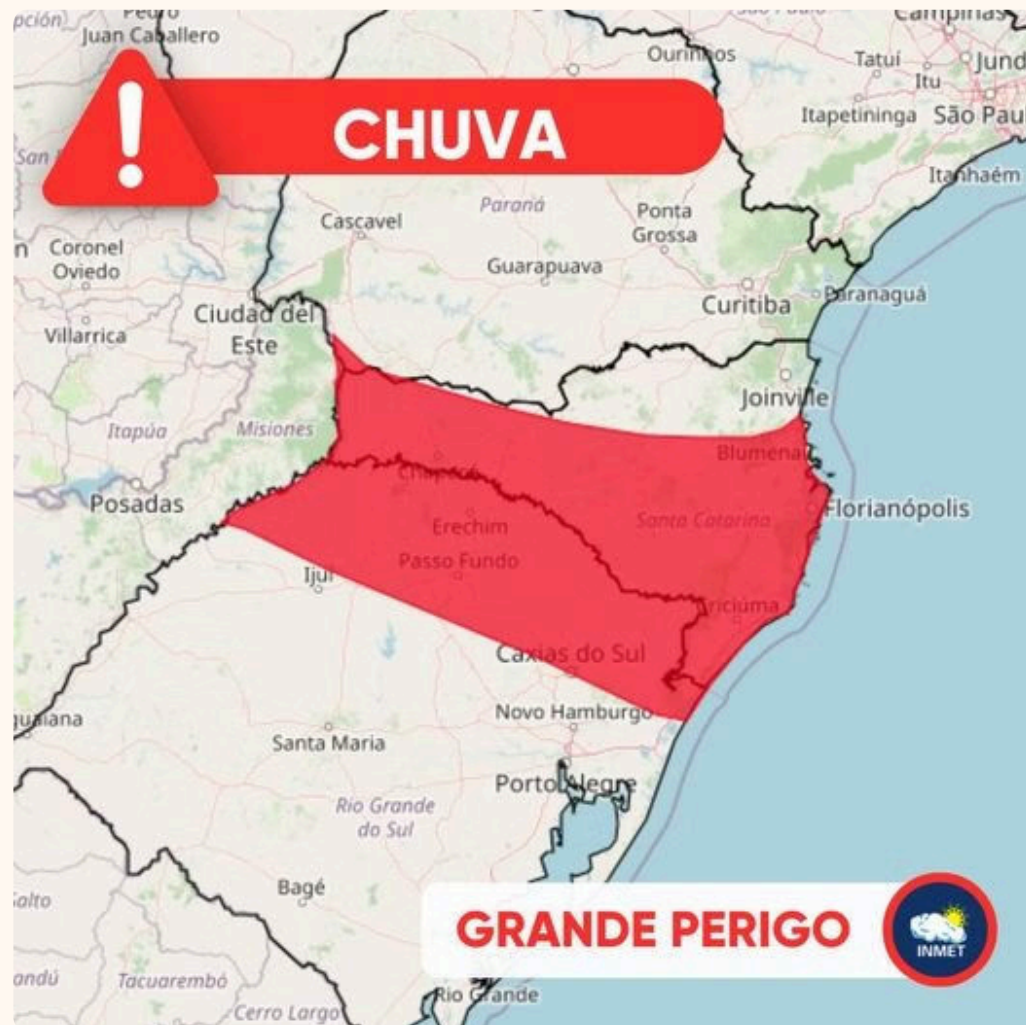 Pedro
Juan Caballero
Ourinhos
Campinas
Tatuí
Itu
Itapetininga
São Pau
CHUVA
Itanhaém
Paraná
Cascavel
Ponta
Grossa
Coronel
Oviedo
Guarapuava
Ciudad del
Este
Curitiba
Paranaguá
Villarrica
Joinville
Itapúa
Misiones
Blumenau
Posadas
Florianópolis
Santa Catarina
Erechim
Passo Fundo
Ijuí
Criciúma
Caxias do Sul
Novo Hamburgo
Santa Maria
Porto Alegre
Rio Grande
do Sul
Bagé
GRANDE PERIGO
INMET
Tacuarembó
Rio Grande
Cerro Largo